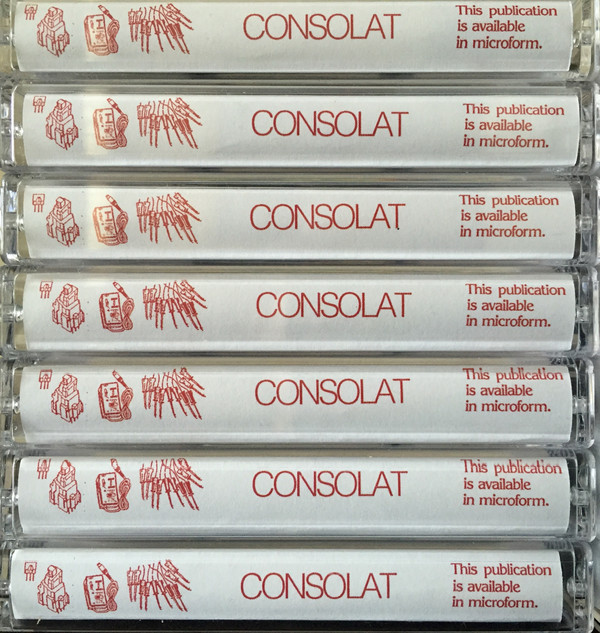 CONSOLAT
This publication
is available
in microform.
CONSOLAT
This publication
is available
in microform.
CONSOLAT
This publication
is available
in microform.
CONSOLAT
This publication
is available
in microform.
CONSOLAT
This publication
is available
in microform.
CONSOLAT
This publication
is available
in microform.
CONSOLAT
This publication
is available
in microform.